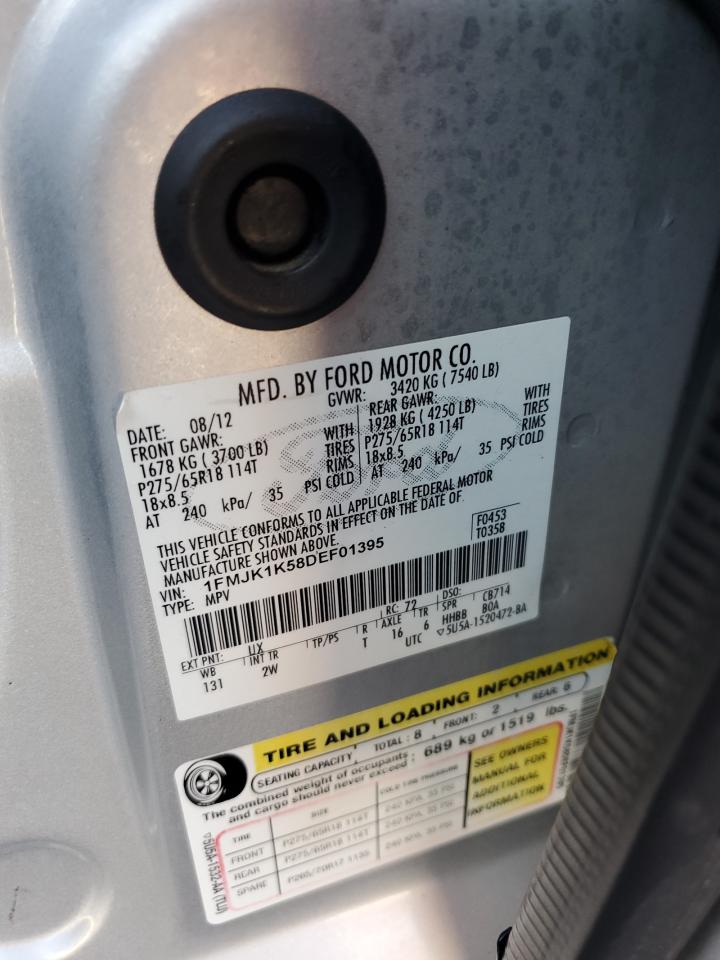 MFD. BY FORD MOTOR CO.
DATE: 08/12 GVWR: 3420 KG ( 7540 LB)
FRONT GAWR: REAR GAWR:
1678 KG ( 3700 LB) WITH 1928 KG ( 4250 LB) WITH
P275/65R18 114T TIRES P275/65R18 114T TIRES
18x8.5 RIMS 18x8.5 RIMS
AT 240 kPa/ 35 PSI COLD AT 240 kPa/ 35 PSI COLD
Ford
THIS VEHICLE CONFORMS TO ALL APPLICABLE FEDERAL MOTOR
VEHICLE SAFETY STANDARDS IN EFFECT ON THE DATE OF
MANUFACTURE SHOWN ABOVE.
F0453
T0358
VIN: 1FMJK1K58DEF01395
TYPE: MPV
EXT PNT: UX RC: 72 DSO: CB714
WB INT TR TP/PS R AXLE TR SPR
131 2W T 16 6 HHBB BOA
UTC ▽5U5A-1520472-BA
TIRE AND LOADING INFORMATION
SEATING CAPACITY TOTAL: 8 FRONT: 2 REAR: 6
The combined weight of occupants
and cargo should never exceed: 689 kg or 1519 lbs.
TIRE SIZE COLD TIRE PRESSURE
FRONT P275/65R18 114T 240 KPA, 35 PSI
REAR P275/65R18 114T 240 KPA, 35 PSI
SPARE
SEE OWNERS
MANUAL FOR
ADDITIONAL
INFORMATION
▽5U5A-1532-AA (TLI)